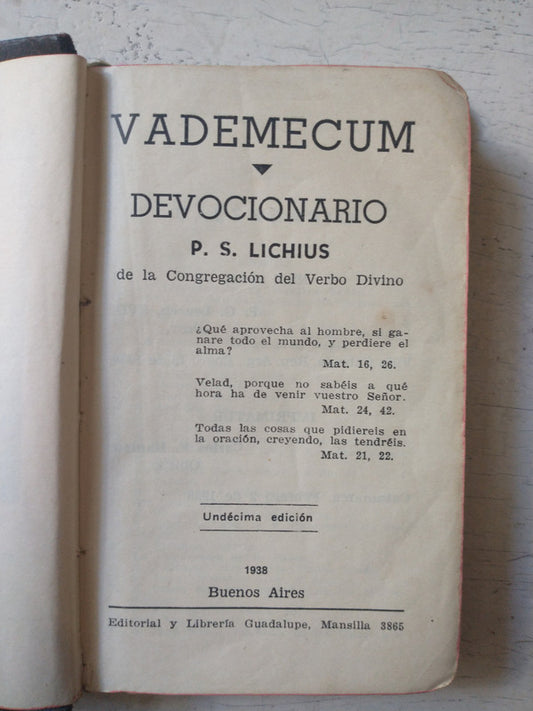 VADEMECUM
DEVOCIONARIO
P. S. LICHIUS
de la Congregación del Verbo Divino
¿Qué aprovecha al hombre, si ga-
nare todo el mundo, y perdiere el
alma?
Mat. 16, 26.
Velad, porque no sabéis a qué
hora ha de venir vuestro Señor.
Mat. 24, 42.
Todas las cosas que pidiereis en
la oración, creyendo, las tendréis.
Mat. 21, 22.
Undécima edición
1938
Buenos Aires
Editorial y Librería Guadalupe, Mansilla 3865